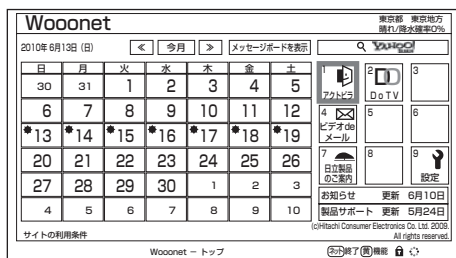 Wooonet
東京都 東京地方
晴れ/降水確率0%
2010年6月13日（日）
≪ 今月 ≫ メッセージボードを表示
YAHOO!
日 月 火 水 木 金 土
30 31 1 2 3 4 5
6 7 8 9 10 11 12
13 14 15 16 17 18 19
20 21 22 23 24 25 26
27 28 29 30 1 2 3
4 5 6 7 8 9 10
サイトの利用条件
1 アクトビラ
2 DoTV
3
4 ビデオdeメール
5
6
7 日立製品のご案内
8
9 設定
お知らせ 更新 6月10日
製品サポート 更新 5月24日
(c)Hitachi Consumer Electronics Co. Ltd. 2009.
All rights reserved.
Wooonet － トップ
ネット 終了 黄 機能